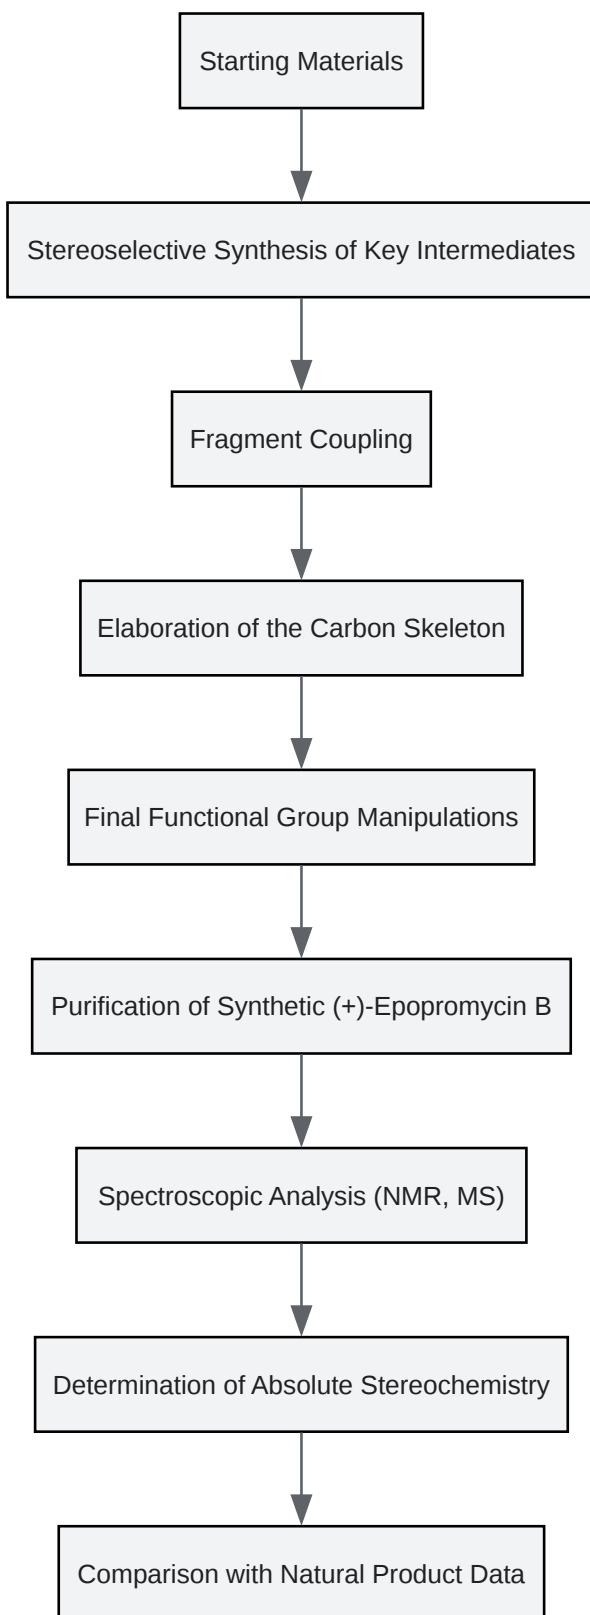 Starting Materials
Stereoselective Synthesis of Key Intermediates
Fragment Coupling
Elaboration of the Carbon Skeleton
Final Functional Group Manipulations
Purification of Synthetic (+)-Epopromycin B
Spectroscopic Analysis (NMR, MS)
Determination of Absolute Stereochemistry
Comparison with Natural Product Data